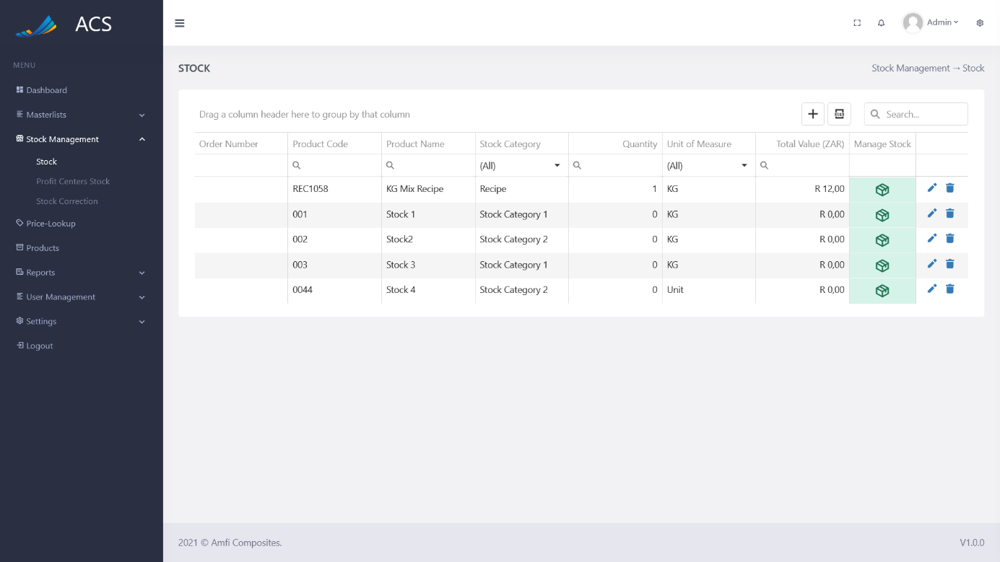 ACS
Admin
MENU
Dashboard
Masterlists
Stock Management
Stock
Profit Centers Stock
Stock Correction
Price-Lookup
Products
Reports
User Management
Settings
Logout
STOCK
Stock Management → Stock
Drag a column header here to group by that column
XLSX
Search...
Order Number Product Code Product Name Stock Category Quantity Unit of Measure Total Value (ZAR) Manage Stock
(All) (All)
REC1058 KG Mix Recipe Recipe 1 KG R 12,00
001 Stock 1 Stock Category 1 0 KG R 0,00
002 Stock2 Stock Category 2 0 KG R 0,00
003 Stock 3 Stock Category 1 0 KG R 0,00
0044 Stock 4 Stock Category 2 0 Unit R 0,00
2021 © Amfi Composites.
V1.0.0